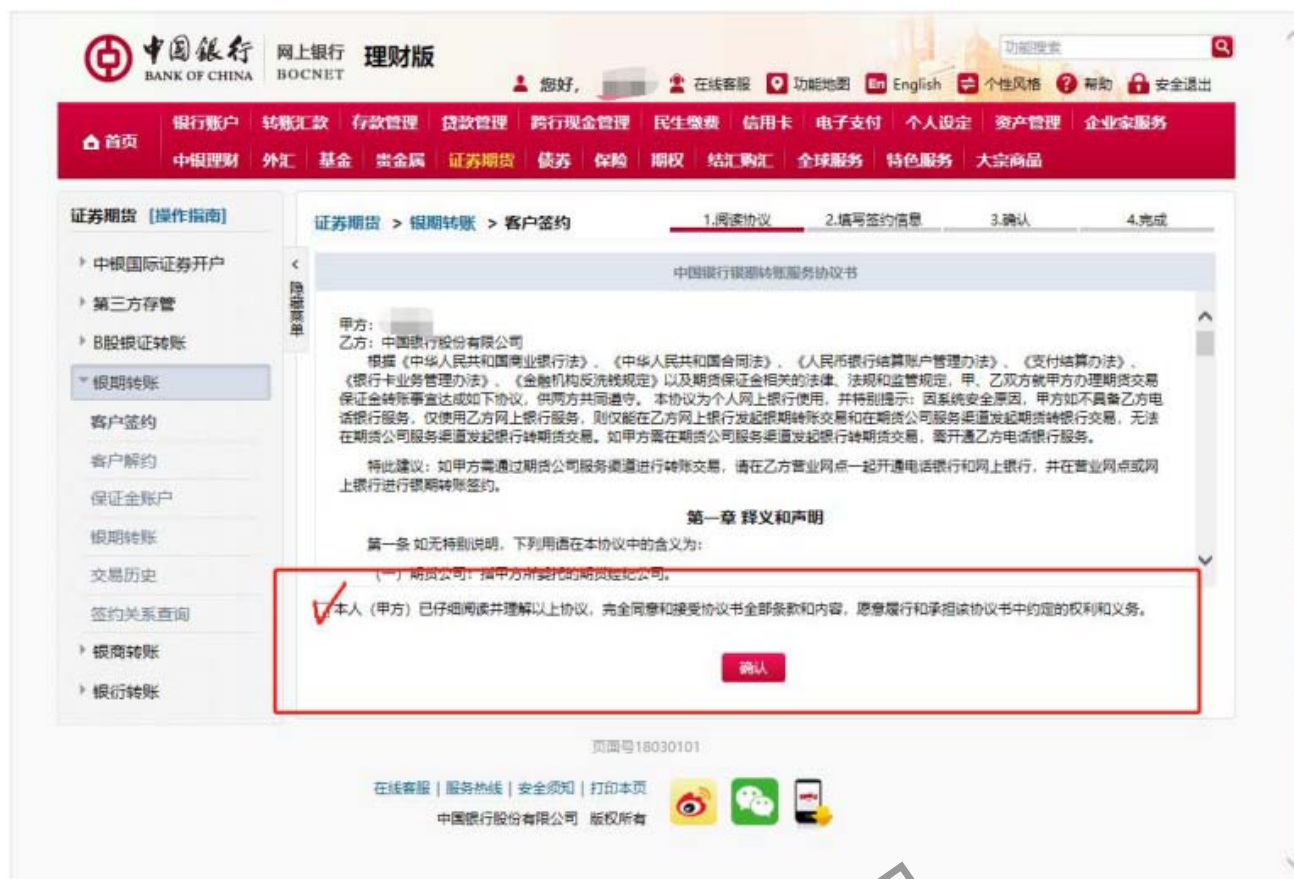 中国银行 网上银行 理财版
BANK OF CHINA BOCNET
功能搜索
您好, 在线客服 功能地图 En English 个性风格 帮助 安全退出
首页
银行账户 转账汇款 存款管理 贷款管理 跨行现金管理 民生缴费 信用卡 电子支付 个人设定 资产管理 企业家服务
中银理财 外汇 基金 贵金属 证券期货 债券 保险 期权 结汇购汇 全球服务 特色服务 大宗商品
证券期货 [操作指南]
中银国际证券开户
第三方存管
B股银证转账
银期转账
客户签约
客户解约
保证金账户
银期转账
交易历史
签约关系查询
银商转账
银衍转账
隐藏菜单
证券期货 > 银期转账 > 客户签约
1.阅读协议 2.填写签约信息 3.确认 4.完成
中国银行银期转账服务协议书
甲方:
乙方: 中国银行股份有限公司
根据《中华人民共和国商业银行法》、《中华人民共和国合同法》、《人民币银行结算账户管理办法》、《支付结算办法》、
《银行卡业务管理办法》、《金融机构反洗钱规定》以及期货保证金相关的法律、法规和监管规定, 甲、乙双方就甲方办理期货交易
保证金转账事宜达成如下协议, 供两方共同遵守。本协议为个人网上银行使用, 并特别提示: 因系统安全原因, 甲方如不具备乙方电
话银行服务, 仅使用乙方网上银行服务, 则仅能在乙方网上银行发起银期转账交易和在期货公司服务渠道发起期货转银行交易, 无法
在期货公司服务渠道发起银行转期货交易。如甲方需在期货公司服务渠道发起银行转期货交易, 需开通乙方电话银行服务。
特此建议: 如甲方需通过期货公司服务渠道进行转账交易, 请在乙方营业网点一起开通电话银行和网上银行, 并在营业网点或网
上银行进行银期转账签约。
第一章 释义和声明
第一条 如无特别说明, 下列用语在本协议中的含义为:
(一) 期货公司: 指甲方所委托的期货经纪公司。
本人 (甲方) 已仔细阅读并理解以上协议, 完全同意和接受协议书全部条款和内容, 愿意履行和承担该协议书中约定的权利和义务。
确认
页面号18030101
在线客服 | 服务热线 | 安全须知 | 打印本页
中国银行股份有限公司 版权所有